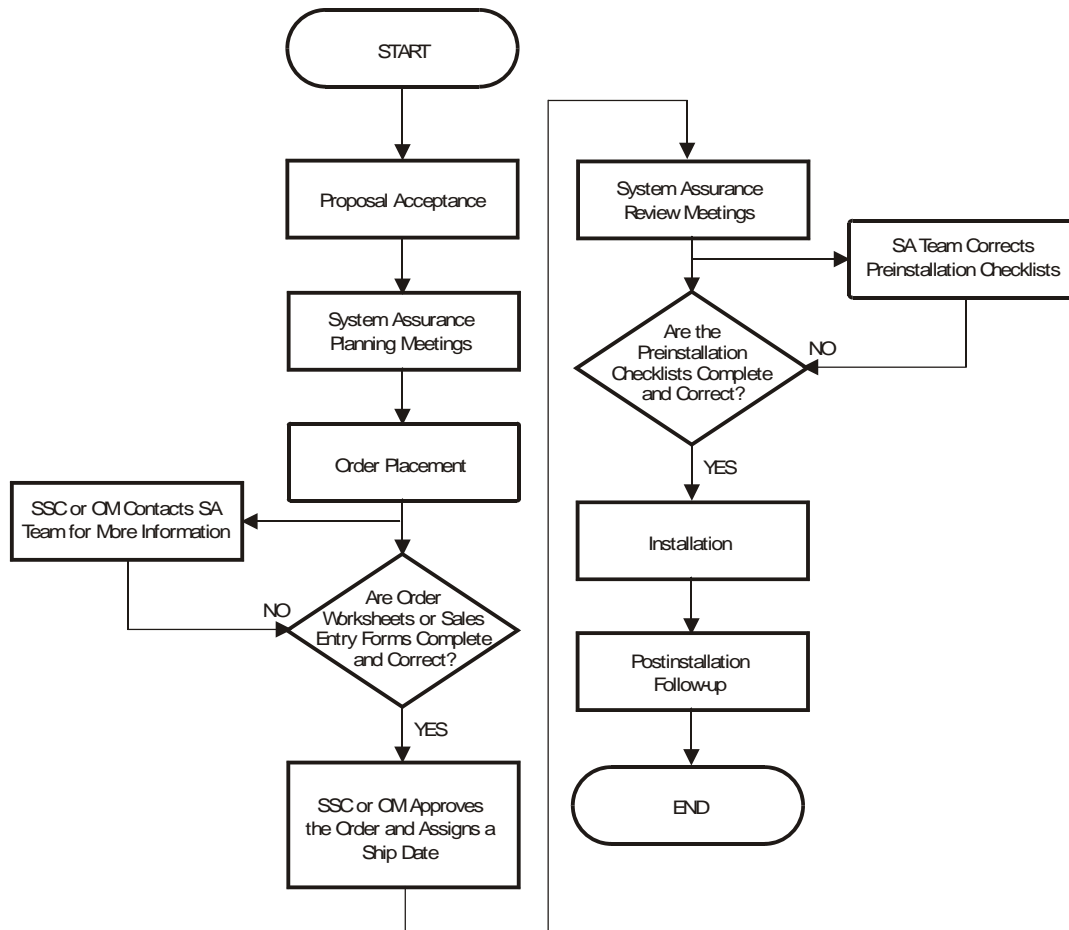 START
Proposal Acceptance
System Assurance
Planning Meetings
Order Placement
SSC or OM Contacts SA
Team for More Information
NO
Are Order
Worksheets or Sales
Entry Forms Complete
and Correct?
YES
SSC or OM Approves
the Order and Assigns a
Ship Date
System Assurance
Review Meetings
SA Team Corrects
Preinstallation Checklists
Are the
Preinstallation
Checklists Complete
and Correct?
NO
YES
Installation
Postinstallation
Follow-up
END